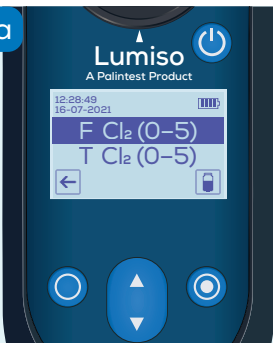 a
Lumiso
A Palintest Product
12:28:49
16-07-2021
F Cl₂ (0–5)
T Cl₂ (0–5)